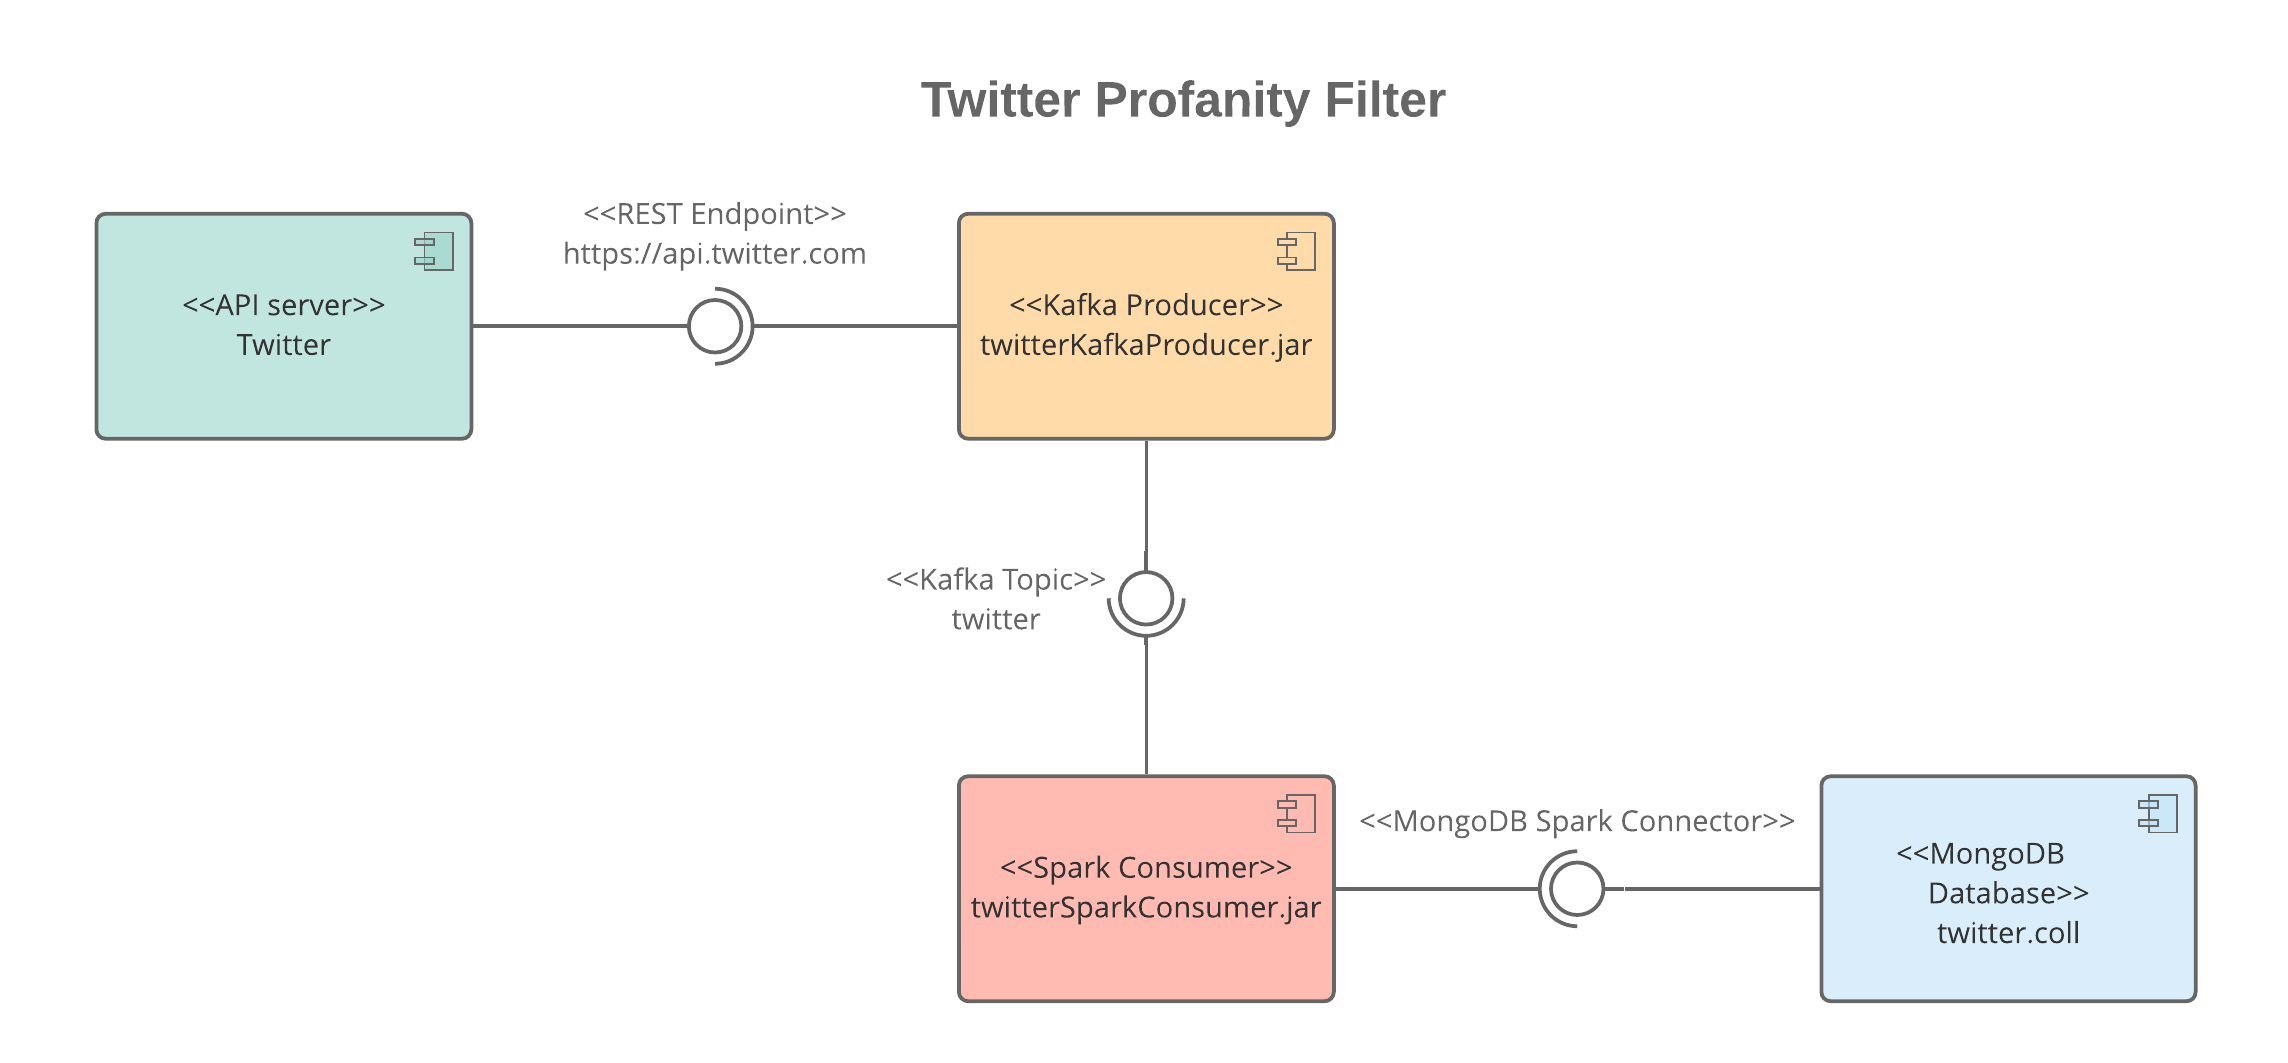 Twitter Profanity Filter
<<REST Endpoint>>
https://api.twitter.com
<<API server>>
Twitter
<<Kafka Producer>>
twitterKafkaProducer.jar
<<Kafka Topic>>
twitter
<<Spark Consumer>>
twitterSparkConsumer.jar
<<MongoDB Spark Connector>>
<<MongoDB
Database>>
twitter.coll